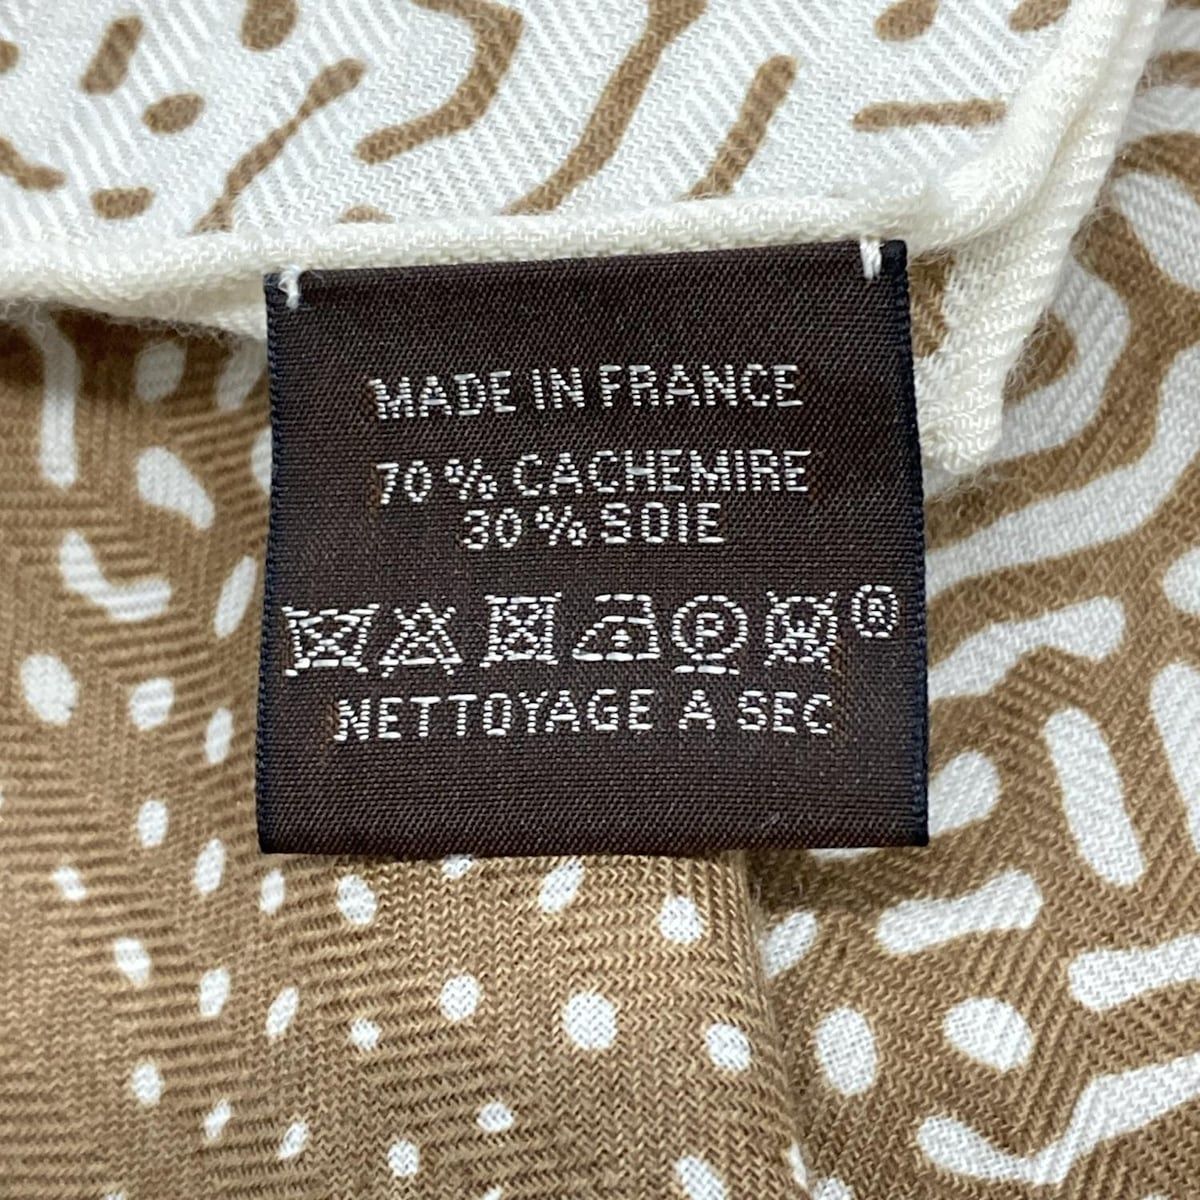 MADE IN FRANCE
70 % CACHEMIRE
30 % SOIE
P W ®
NETTOYAGE A SEC